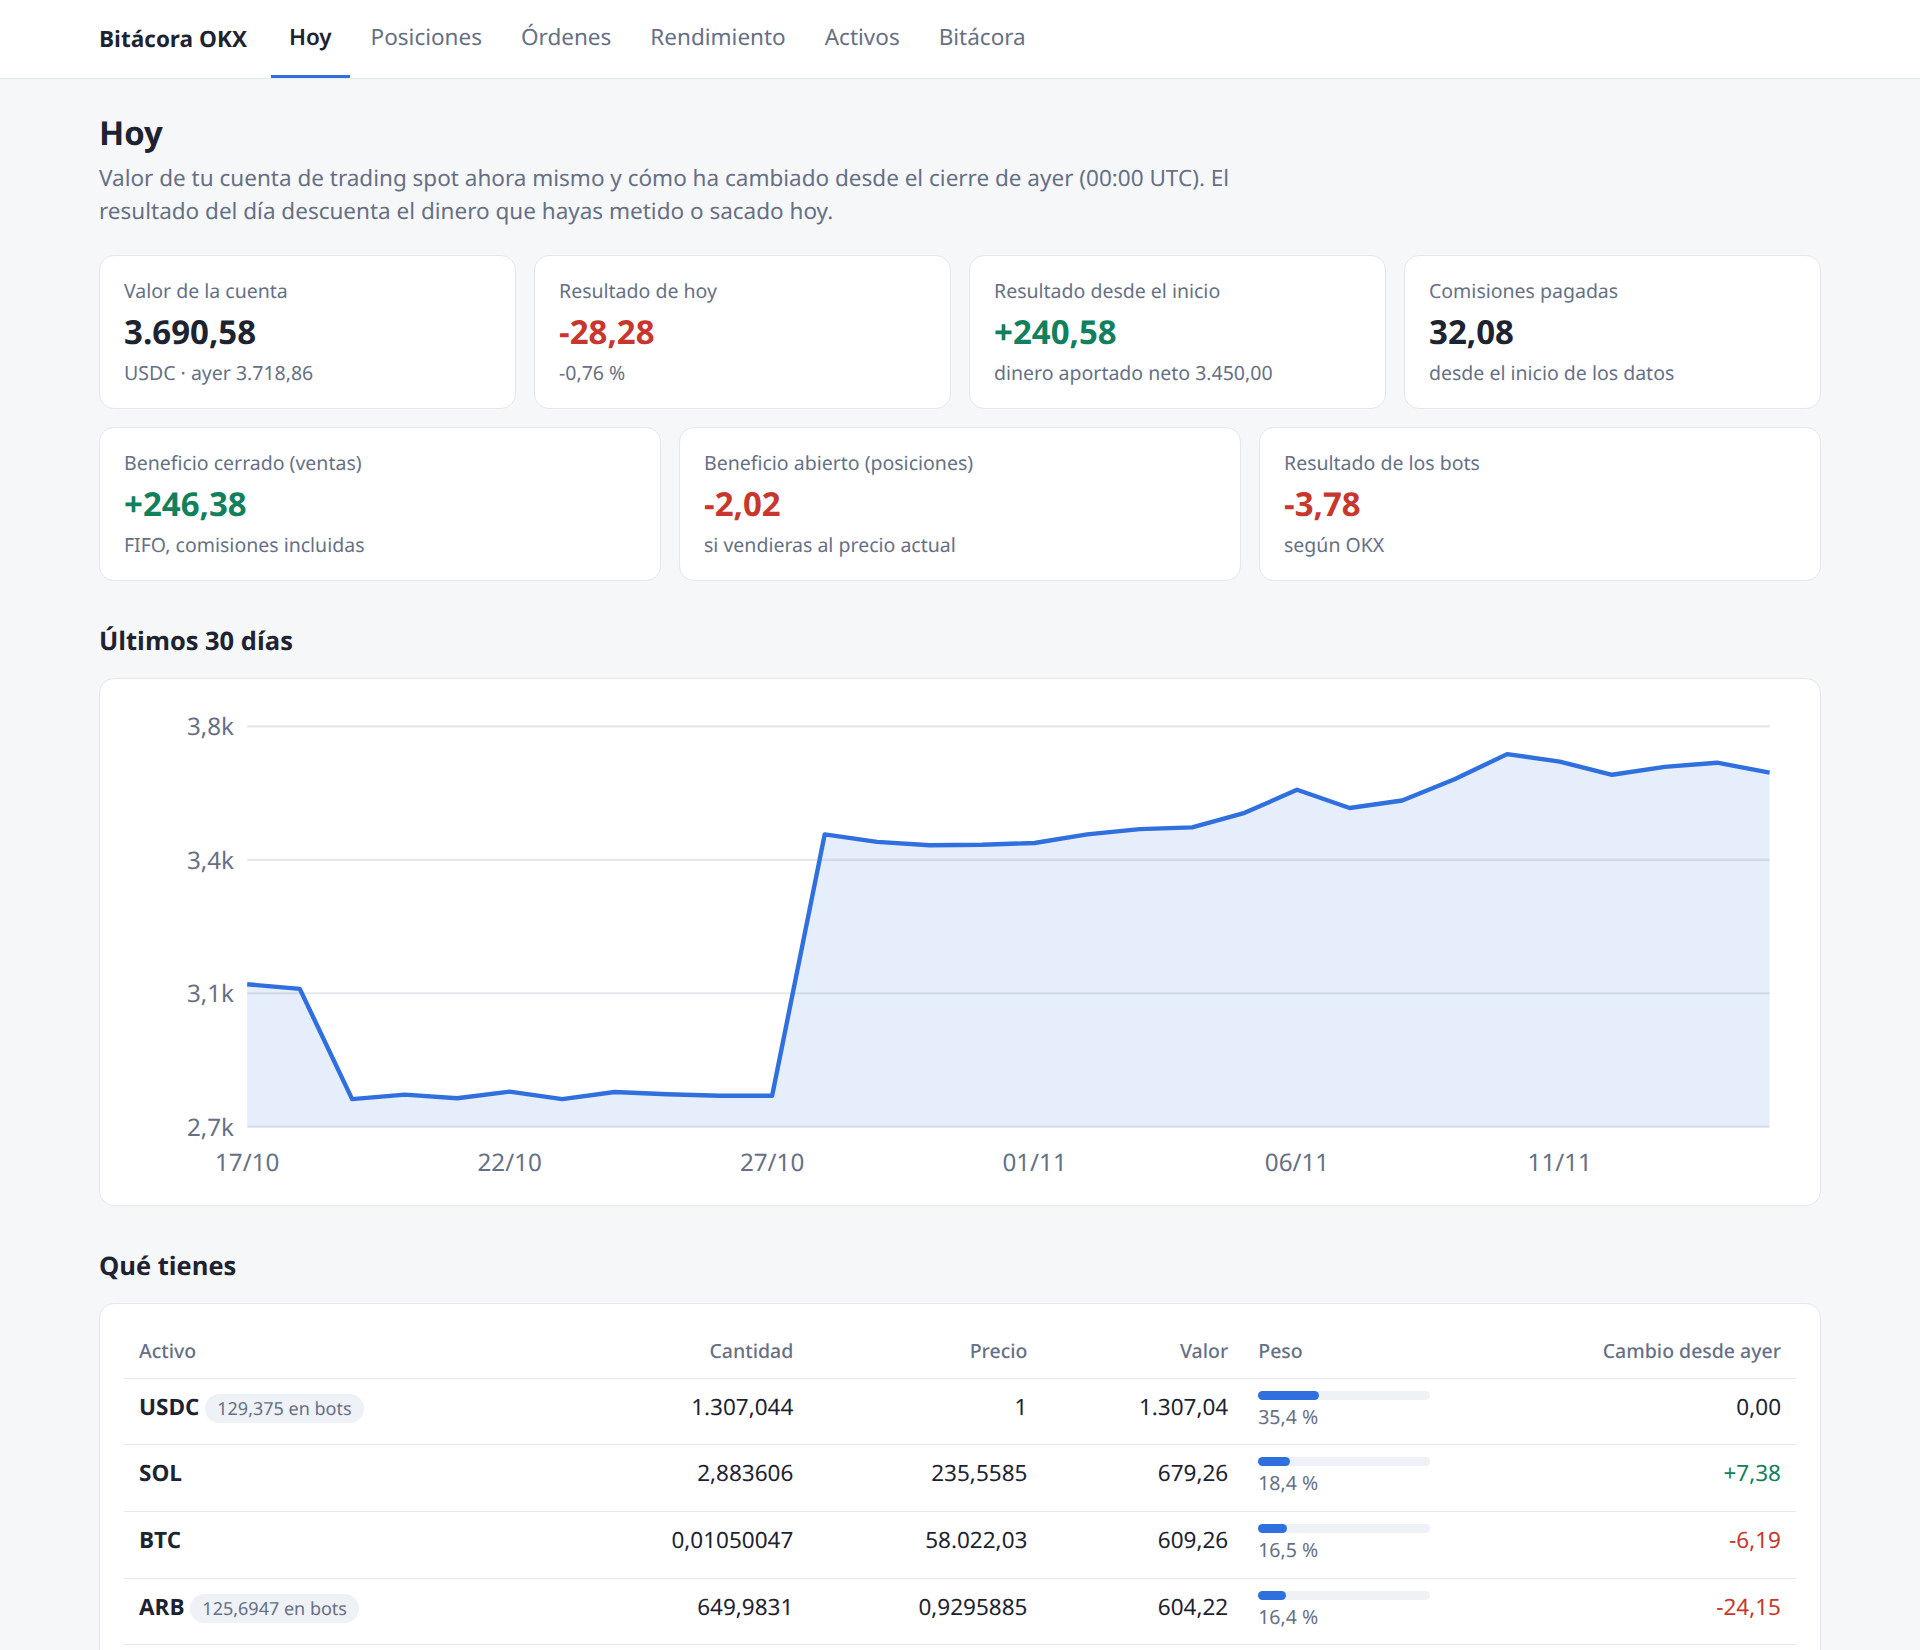 Bitácora OKX Hoy Posiciones Órdenes Rendimiento Activos Bitácora
Hoy
Valor de tu cuenta de trading spot ahora mismo y cómo ha cambiado desde el cierre de ayer (00:00 UTC). El
resultado del día descuenta el dinero que hayas metido o sacado hoy.
Valor de la cuenta
3.690,58
USDC · ayer 3.718,86
Resultado de hoy
-28,28
-0,76 %
Resultado desde el inicio
+240,58
dinero aportado neto 3.450,00
Comisiones pagadas
32,08
desde el inicio de los datos
Beneficio cerrado (ventas)
+246,38
FIFO, comisiones incluidas
Beneficio abierto (posiciones)
-2,02
si vendieras al precio actual
Resultado de los bots
-3,78
según OKX
Últimos 30 días
3,8k
3,4k
3,1k
2,7k
17/10 22/10 27/10 01/11 06/11 11/11
Qué tienes
Activo Cantidad Precio Valor Peso Cambio desde ayer
USDC 129,375 en bots 1.307,044 1 1.307,04 35,4 % 0,00
SOL 2,883606 235,5585 679,26 18,4 % +7,38
BTC 0,01050047 58.022,03 609,26 16,5 % -6,19
ARB 125,6947 en bots 649,9831 0,9295885 604,22 16,4 % -24,15